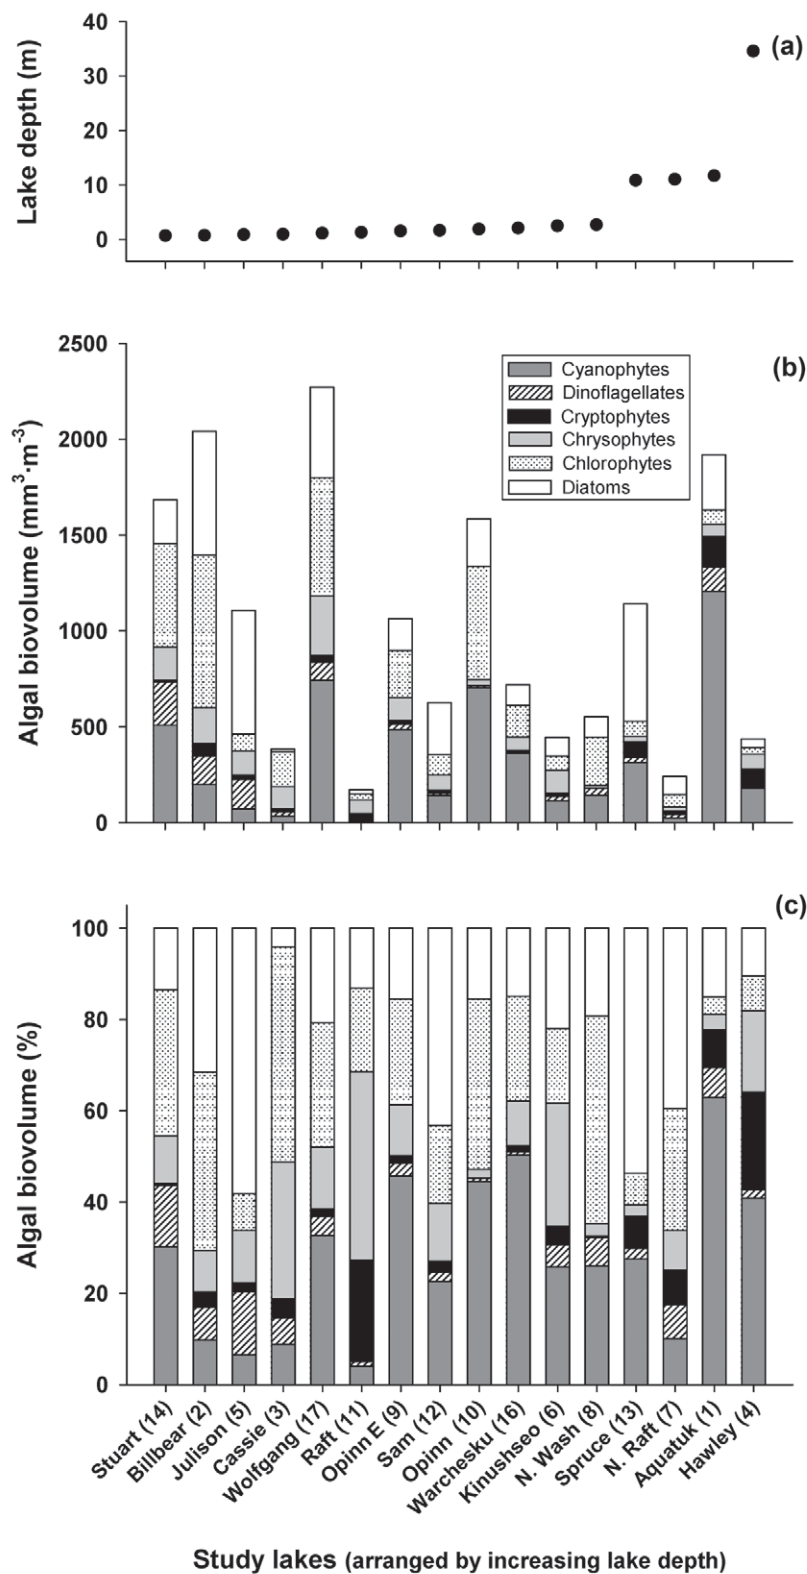 (a)
Lake depth (m)
40
30
20
10
0
(b)
Algal biovolume (mm³·m⁻³)
2500
2000
1500
1000
500
0
Cyanophytes
Dinoflagellates
Cryptophytes
Chrysophytes
Chlorophytes
Diatoms
(c)
Algal biovolume (%)
100
80
60
40
20
0
Stuart (14)
Billbear (2)
Julison (5)
Cassie (3)
Wolfgang (17)
Raft (11)
Opinn E (9)
Sam (12)
Opinn (10)
Warchesku (16)
Kinushseo (6)
N. Wash (8)
Spruce (13)
N. Raft (7)
Aquatuk (1)
Hawley (4)
Study lakes (arranged by increasing lake depth)